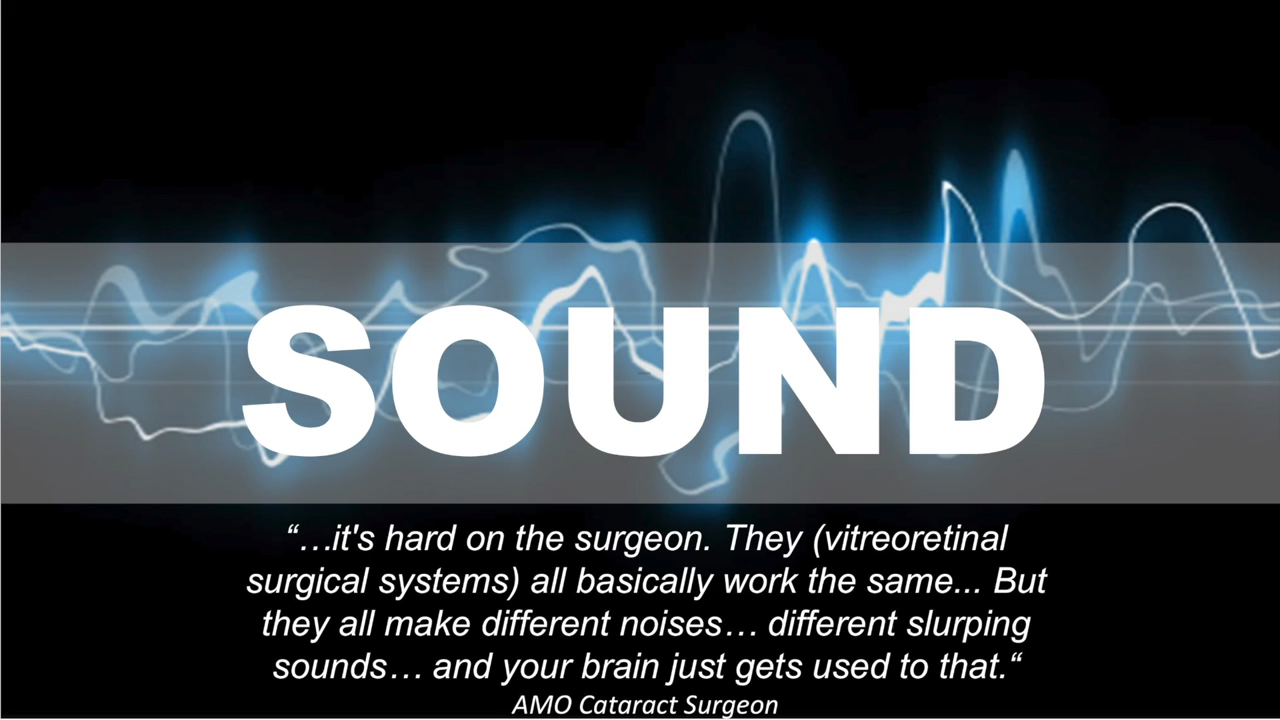 SOUND
“…it's hard on the surgeon. They (vitreoretinal
surgical systems) all basically work the same... But
they all make different noises… different slurping
sounds… and your brain just gets used to that.“
AMO Cataract Surgeon